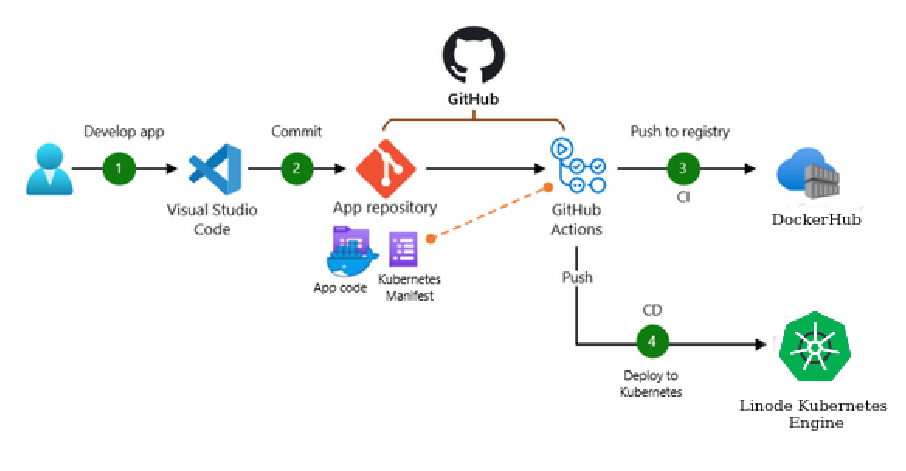 GitHub
Develop app
Commit
Push to registry
1
2
3
CI
Visual Studio
Code
App repository
GitHub
Actions
DockerHub
App code
Kubernetes
Manifest
Push
CD
4
Deploy to
Kubernetes
Linode Kubernetes
Engine